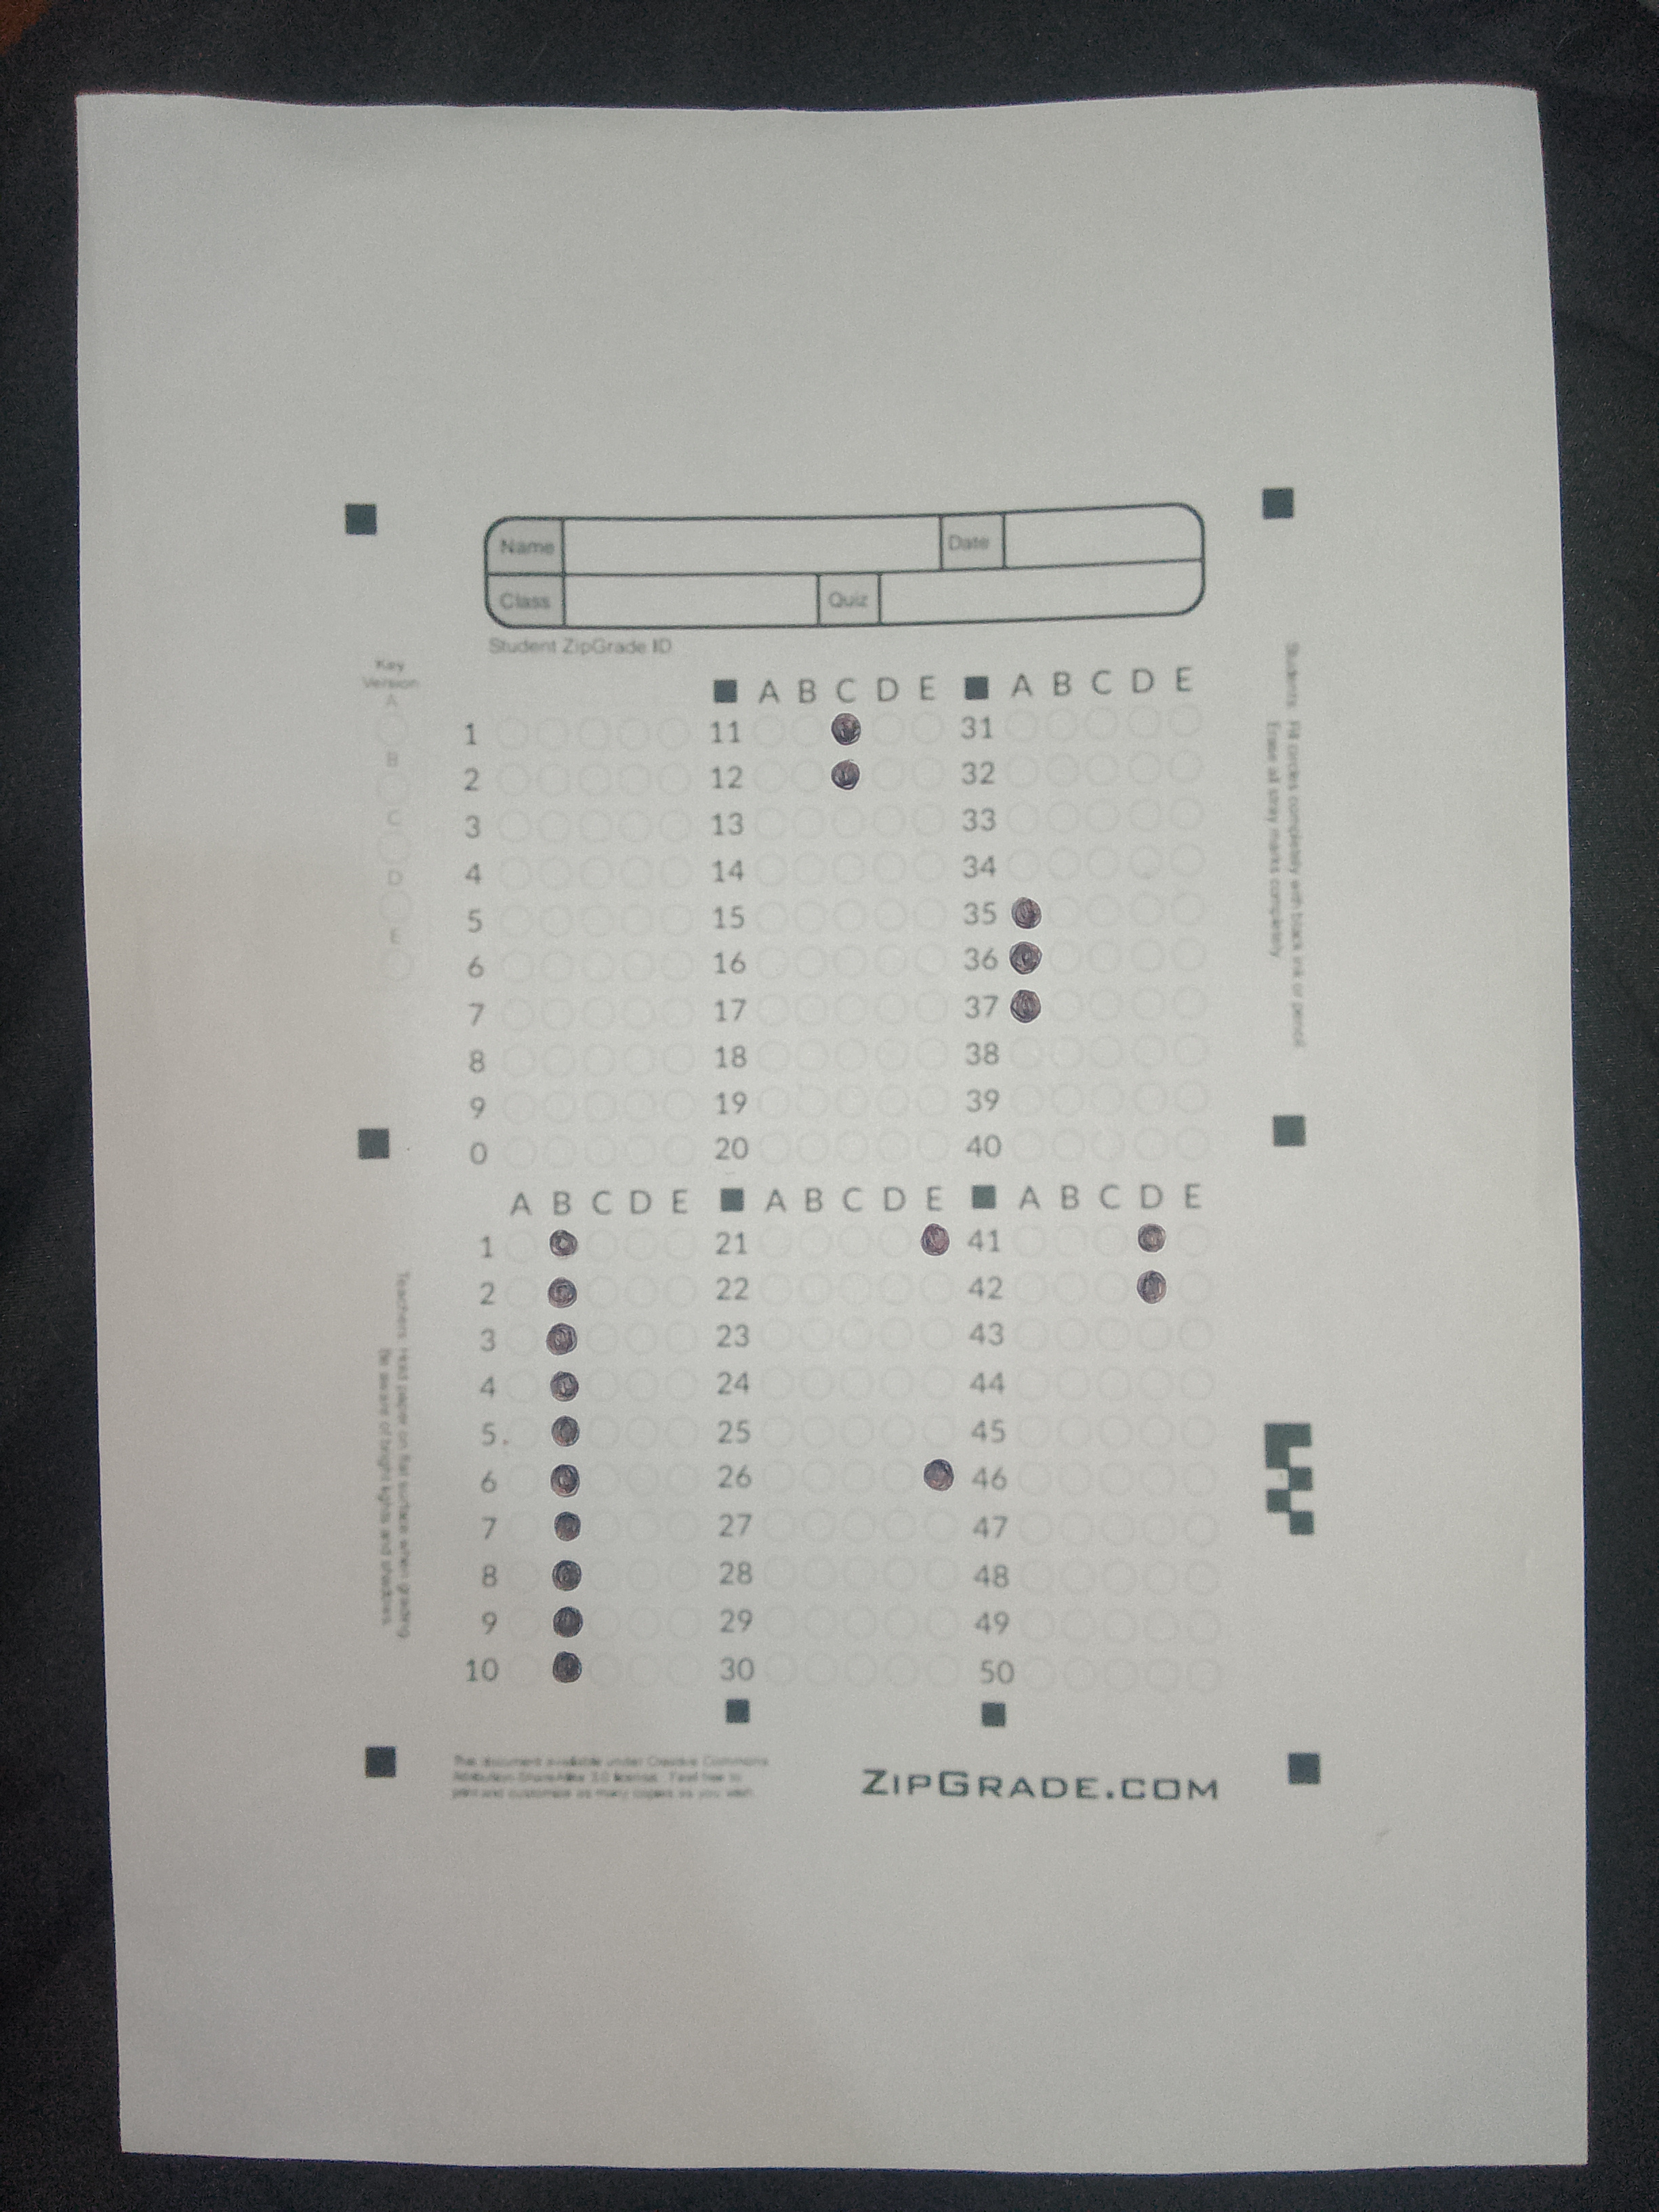 Name Date
Class Quiz
Student ZipGrade ID
Key
Version
A
B
C
D
E
A B C D E A B C D E
1 11 31
2 12 32
3 13 33
4 14 34
5 15 35
6 16 36
7 17 37
8 18 38
9 19 39
0 20 40
A B C D E A B C D E A B C D E
1 21 41
2 22 42
3 23 43
4 24 44
5 25 45
6 26 46
7 27 47
8 28 48
9 29 49
10 30 50
Students: Fill circles completely with black ink or pencil
Erase all stray marks completely
Teachers: Hold paper on flat surface when grading
Be aware of bright lights and shadows
This document available under Creative Commons
Attribution-ShareAlike 3.0 license. Feel free to
print and customize as many copies as you wish.
ZIPGRADE.COM